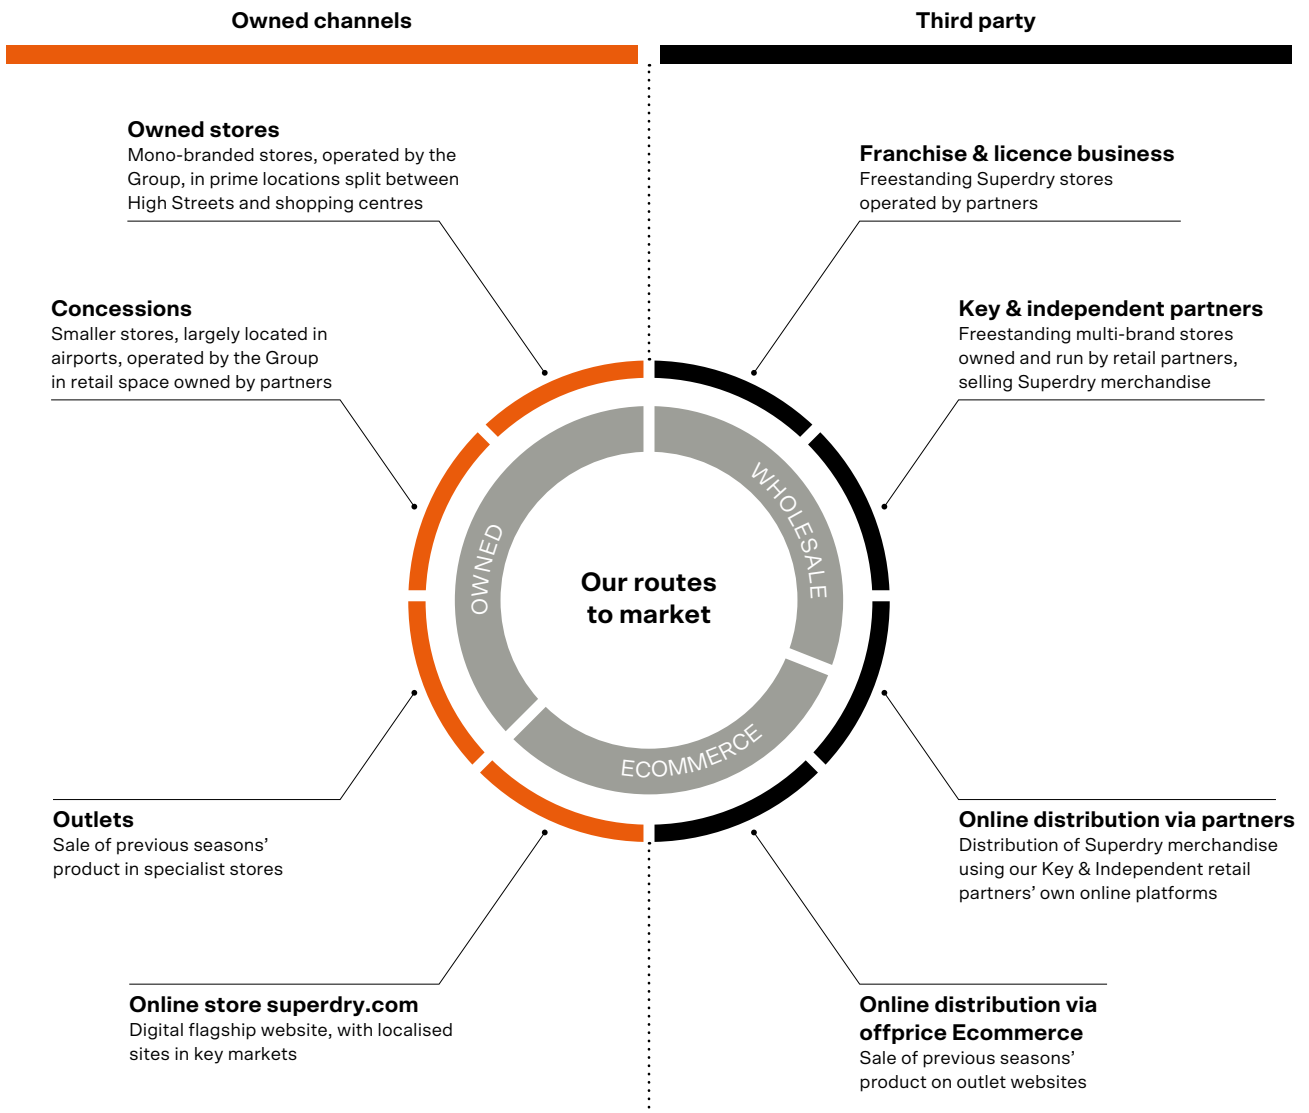 Owned channels
Third party
Owned stores
Mono-branded stores, operated by the
Group, in prime locations split between
High Streets and shopping centres
Franchise & licence business
Freestanding Superdry stores
operated by partners
Concessions
Smaller stores, largely located in
airports, operated by the Group
in retail space owned by partners
Key & independent partners
Freestanding multi-brand stores
owned and run by retail partners,
selling Superdry merchandise
OWNED
WHOLESALE
ECOMMERCE
Our routes
to market
Outlets
Sale of previous seasons’
product in specialist stores
Online distribution via partners
Distribution of Superdry merchandise
using our Key & Independent retail
partners’ own online platforms
Online store superdry.com
Digital flagship website, with localised
sites in key markets
Online distribution via
offprice Ecommerce
Sale of previous seasons’
product on outlet websites